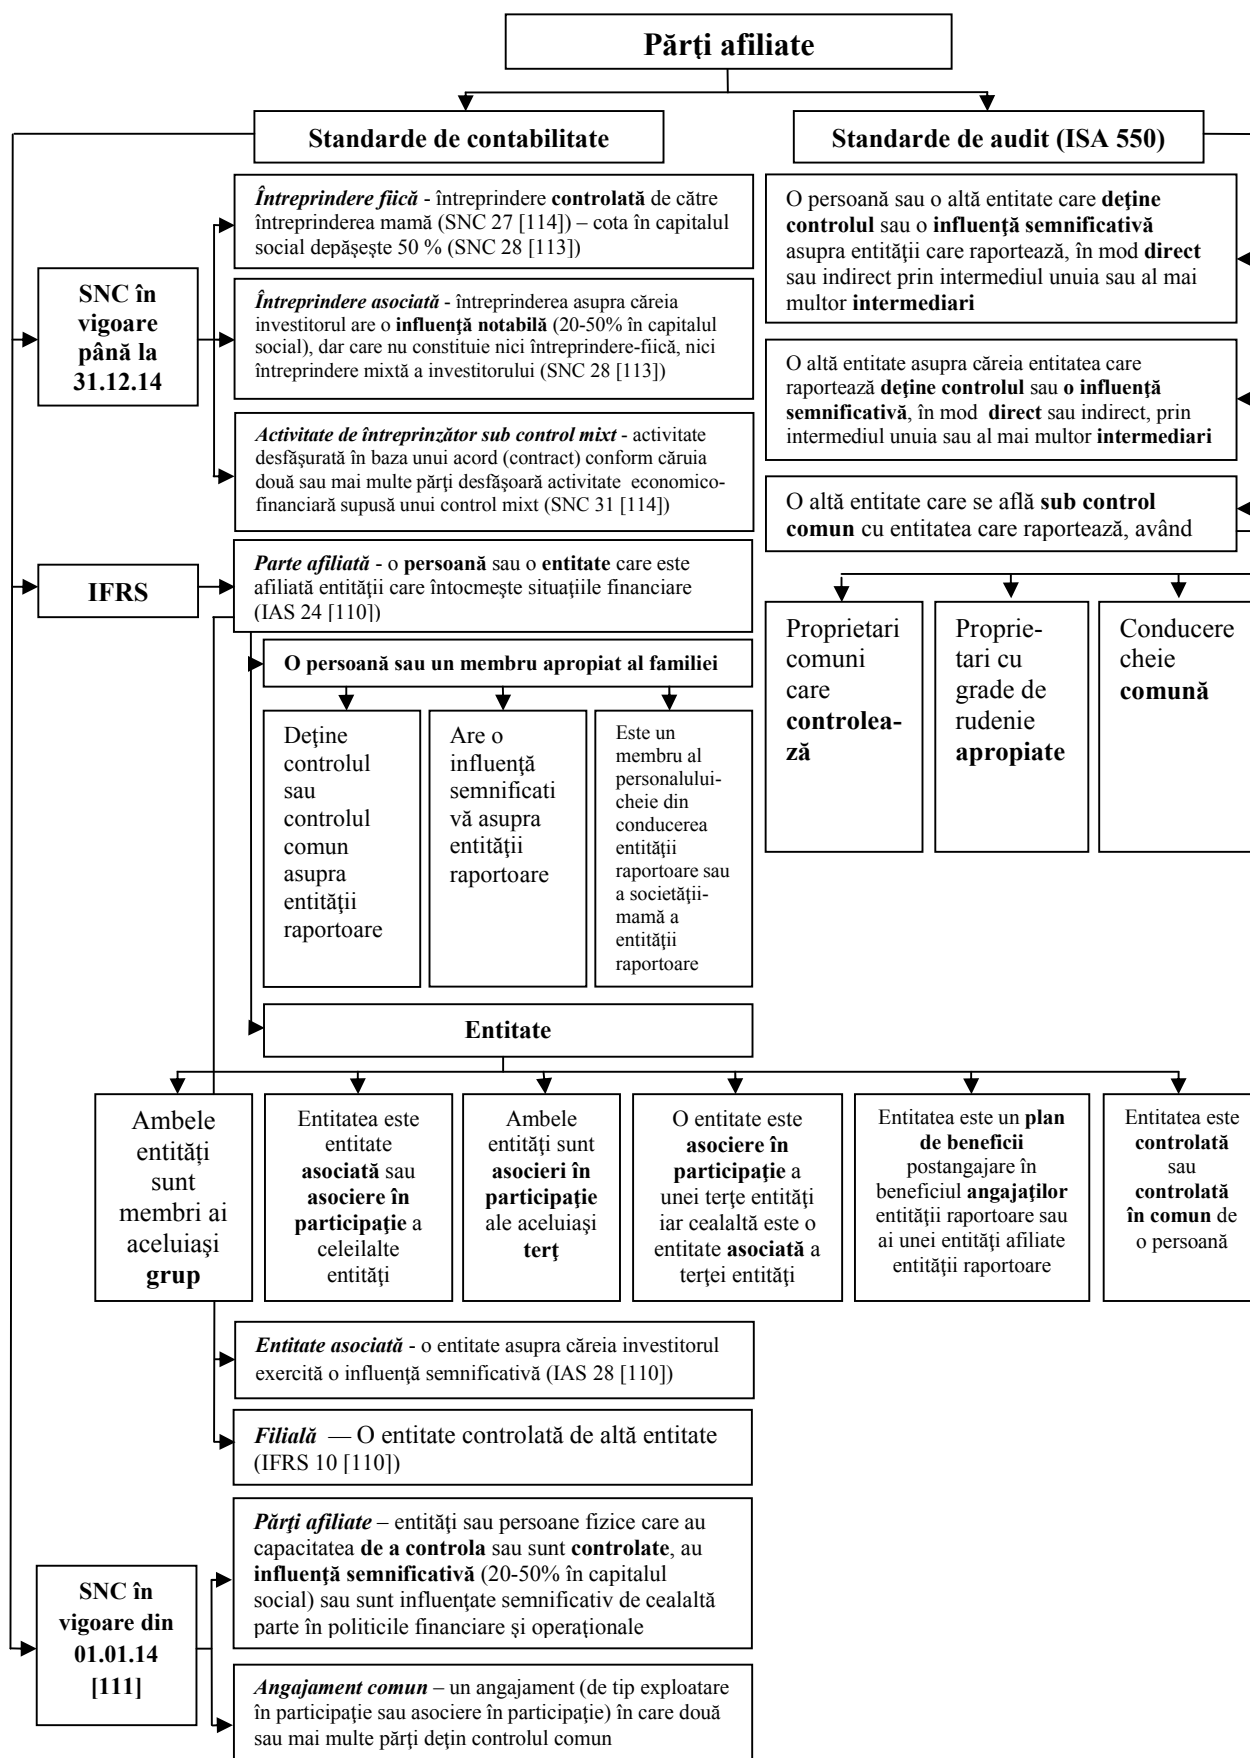 Părţi afiliate
Standarde de contabilitate
Standarde de audit (ISA 550)
SNC în
vigoare
până la
31.12.14
Întreprindere fiică - întreprindere controlată de către
întreprinderea mamă (SNC 27 [114]) – cota în capitalul
social depăşeşte 50 % (SNC 28 [113])
Întreprindere asociată - întreprinderea asupra căreia
investitorul are o influenţă notabilă (20-50% în capitalul
social), dar care nu constituie nici întreprindere-fiică, nici
întreprindere mixtă a investitorului (SNC 28 [113])
Activitate de întreprinzător sub control mixt - activitate
desfăşurată în baza unui acord (contract) conform căruia
două sau mai multe părţi desfăşoară activitate economico-
financiară supusă unui control mixt (SNC 31 [114])
O persoană sau o altă entitate care deţine
controlul sau o influenţă semnificativă
asupra entităţii care raportează, în mod direct
sau indirect prin intermediul unuia sau al mai
multor intermediari
O altă entitate asupra căreia entitatea care
raportează deţine controlul sau o influenţă
semnificativă, în mod direct sau indirect, prin
intermediul unuia sau al mai multor intermediari
O altă entitate care se află sub control
comun cu entitatea care raportează, având
Proprietari
comuni
care
controlea-
ză
Proprie-
tari cu
grade de
rudenie
apropiate
Conducere
cheie
comună
IFRS
Parte afiliată - o persoană sau o entitate care este
afiliată entităţii care întocmeşte situaţiile financiare
(IAS 24 [110])
O persoană sau un membru apropiat al familiei
Deţine
controlul
sau
controlul
comun
asupra
entităţii
raportoare
Are o
influenţă
semnificati
vă asupra
entităţii
raportoare
Este un
membru al
personalului-
cheie din
conducerea
entităţii
raportoare sau
a societăţii-
mamă a
entităţii
raportoare
Entitate
Ambele
entități
sunt
membri ai
aceluiaşi
grup
Entitatea este
entitate
asociată sau
asociere în
participaţie a
celeilalte
entităţi
Ambele
entităţi sunt
asocieri în
participaţie
ale aceluiaşi
terţ
O entitate este
asociere în
participaţie a
unei terţe entităţi
iar cealaltă este o
entitate asociată a
terţei entităţi
Entitatea este un plan
de beneficii
postangajare în
beneficiul angajaţilor
entităţii raportoare sau
ai unei entităţi afiliate
entităţii raportoare
Entitatea este
controlată
sau
controlată
în comun de
o persoană
Entitate asociată - o entitate asupra căreia investitorul
exercită o influenţă semnificativă (IAS 28 [110])
Filială — O entitate controlată de altă entitate
(IFRS 10 [110])
SNC în
vigoare din
01.01.14
[111]
Părţi afiliate – entităţi sau persoane fizice care au
capacitatea de a controla sau sunt controlate, au
influenţă semnificativă (20-50% în capitalul
social) sau sunt influenţate semnificativ de cealaltă
parte în politicile financiare şi operaţionale
Angajament comun – un angajament (de tip exploatare
în participaţie sau asociere în participaţie) în care două
sau mai multe părţi deţin controlul comun